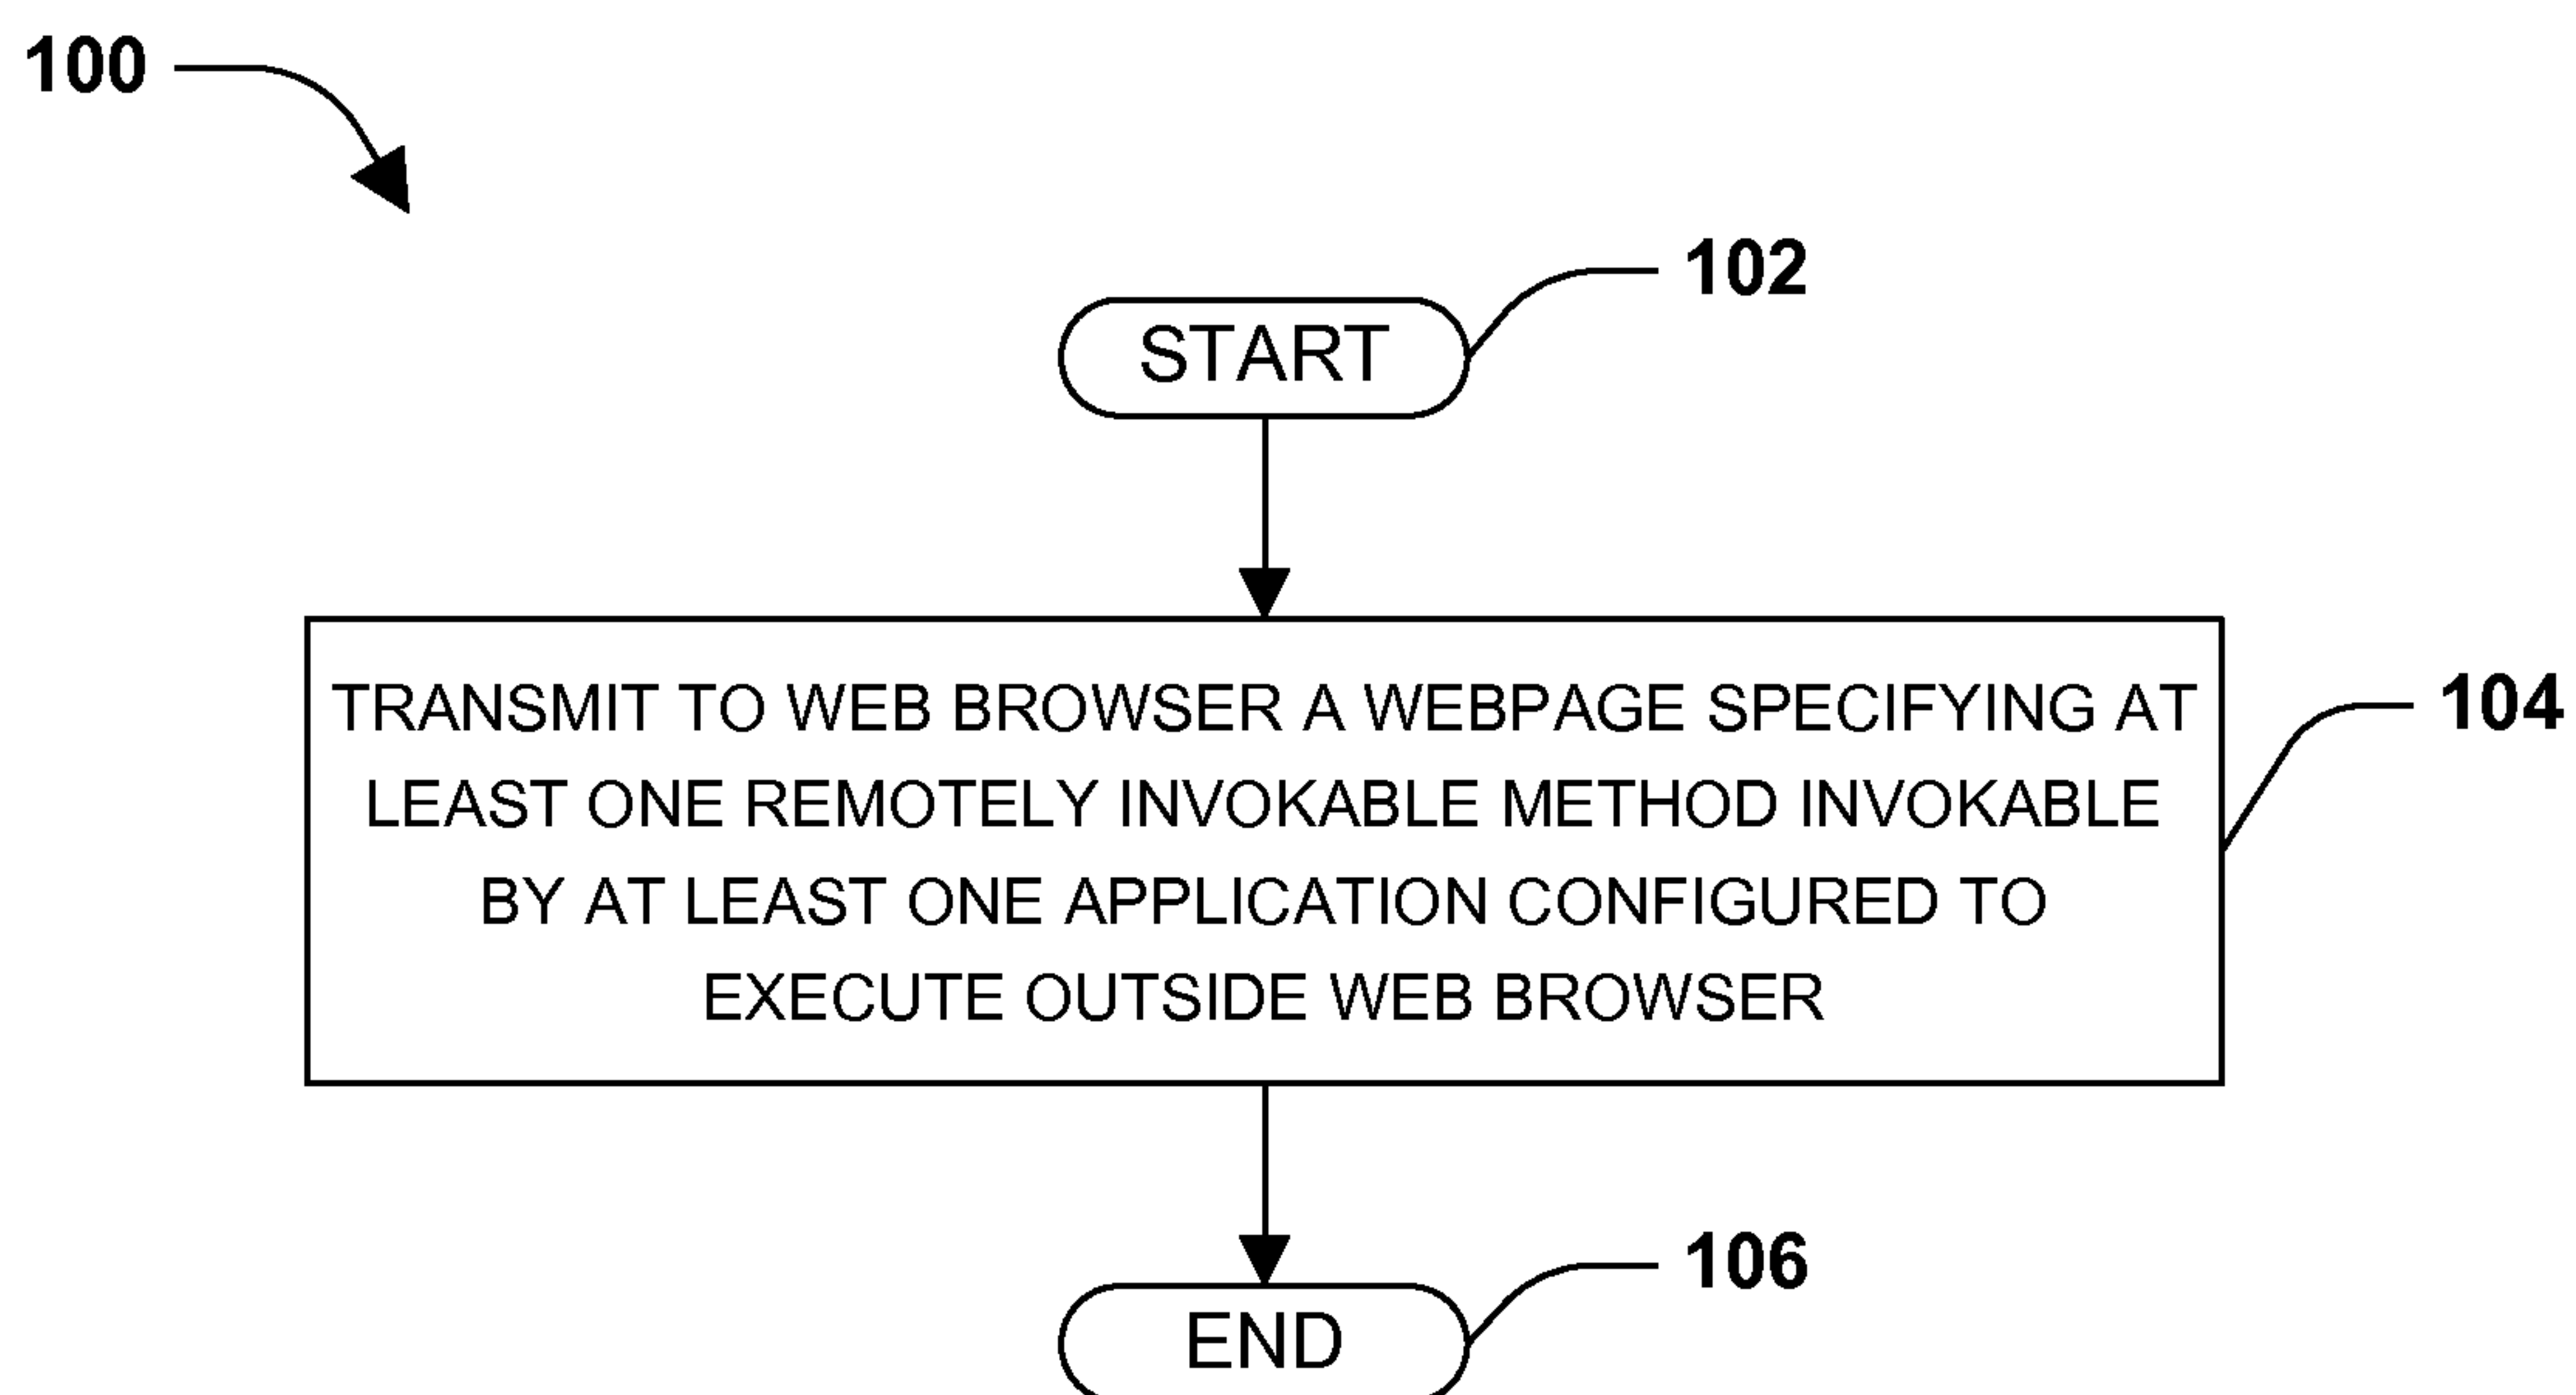 100
102
START
TRANSMIT TO WEB BROWSER A WEBPAGE SPECIFYING AT
LEAST ONE REMOTELY INVOKABLE METHOD INVOKABLE
BY AT LEAST ONE APPLICATION CONFIGURED TO
EXECUTE OUTSIDE WEB BROWSER
104
106
END